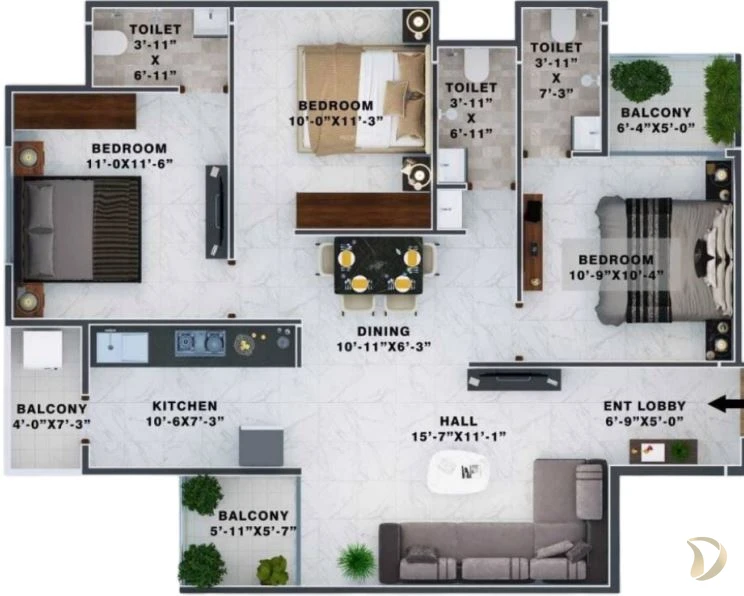 TOILET
3'-11"
X
6'-11"
BEDROOM
10'-0"X11'-3"
TOILET
3'-11"
X
6'-11"
TOILET
3'-11"
X
7'-3"
BALCONY
6'-4"X5'-0"
BEDROOM
11'-0X11'-6"
BEDROOM
10'-9"X10'-4"
DINING
10'-11"X6'-3"
BALCONY
4'-0"X7'-3"
KITCHEN
10'-6X7'-3"
HALL
15'-7"X11'-1"
ENT LOBBY
6'-9"X5'-0"
BALCONY
5'-11"X5'-7"